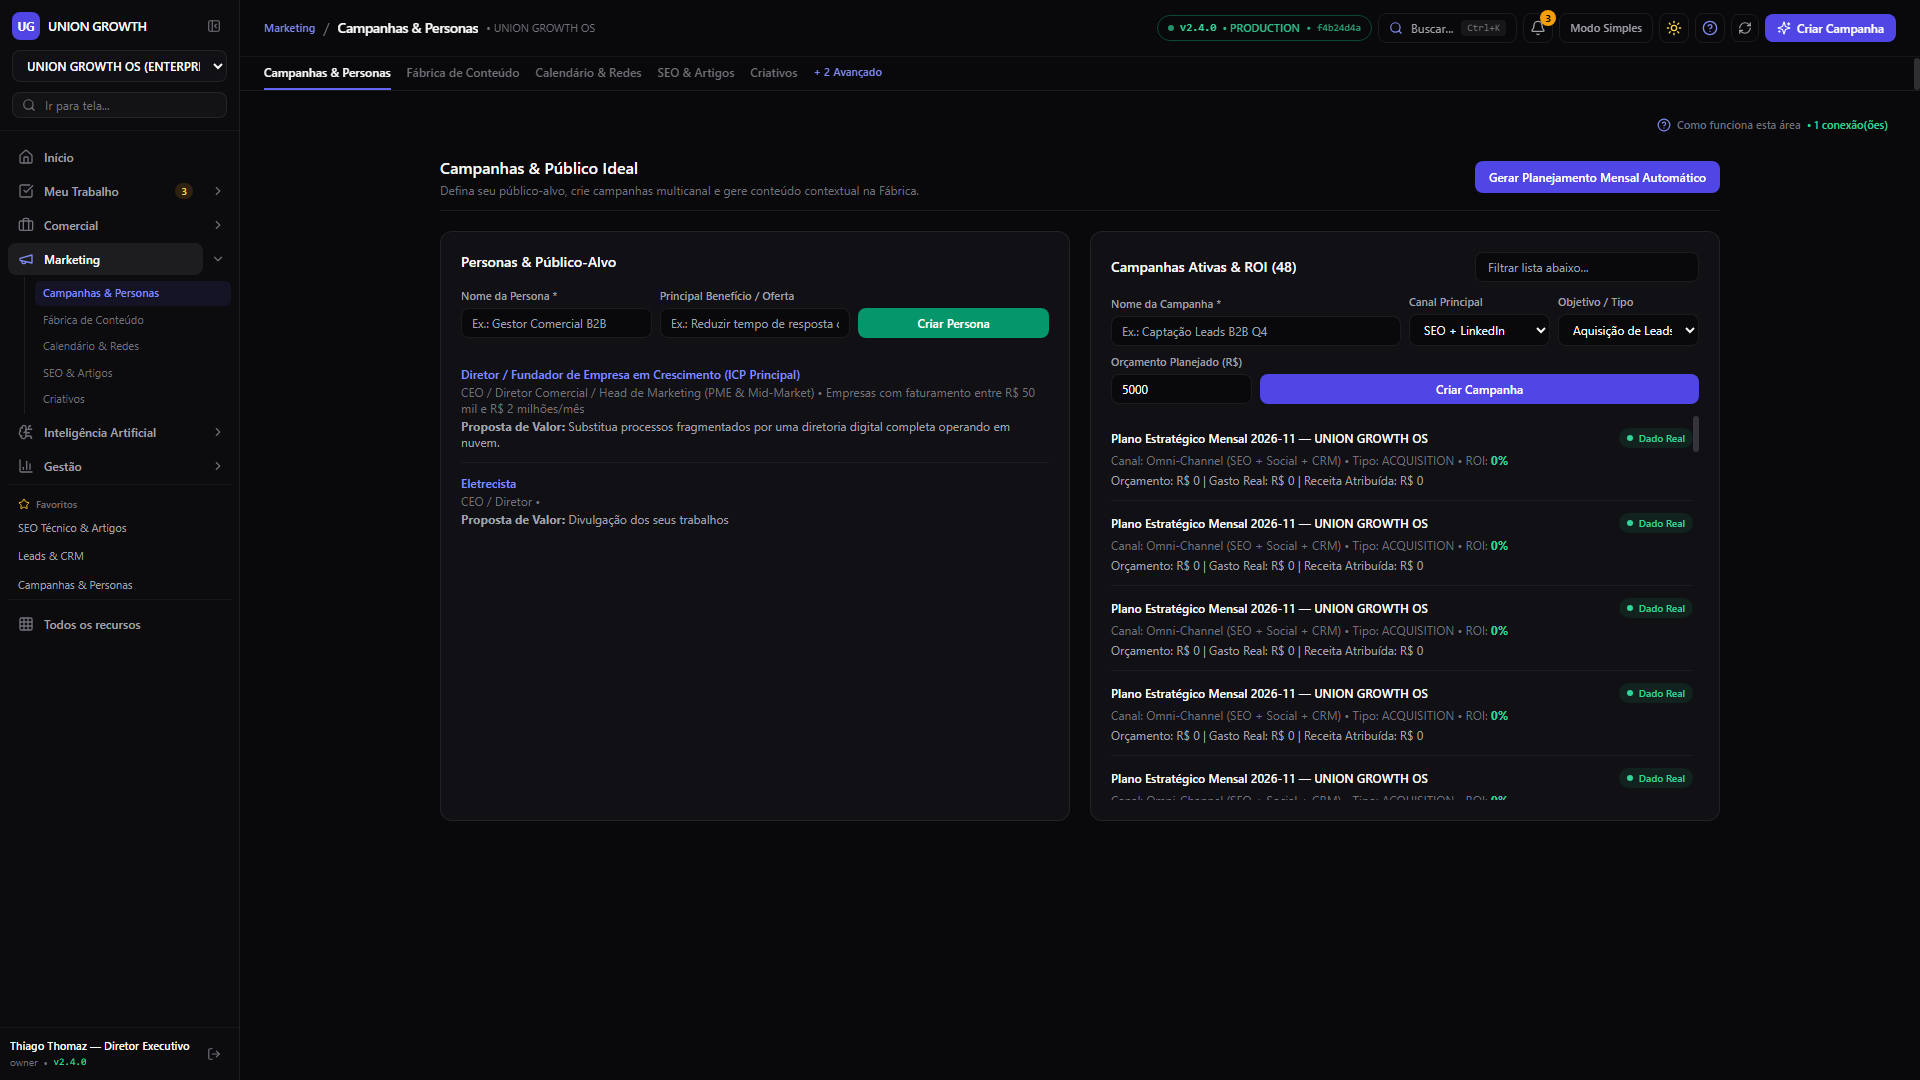 UG UNION GROWTH
UNION GROWTH OS (ENTERPRI
Ir para tela...
Início
Meu Trabalho 3
Comercial
Marketing
Campanhas & Personas
Fábrica de Conteúdo
Calendário & Redes
SEO & Artigos
Criativos
Inteligência Artificial
Gestão
Favoritos
SEO Técnico & Artigos
Leads & CRM
Campanhas & Personas
Todos os recursos
Thiago Thomaz — Diretor Executivo
owner • v2.4.0
Marketing / Campanhas & Personas • UNION GROWTH OS
v2.4.0 • PRODUCTION • f4b24d4a
Buscar... Ctrl+K
3
Modo Simples
Criar Campanha
Campanhas & Personas Fábrica de Conteúdo Calendário & Redes SEO & Artigos Criativos + 2 Avançado
Como funciona esta área • 1 conexão(ões)
Campanhas & Público Ideal
Defina seu público-alvo, crie campanhas multicanal e gere conteúdo contextual na Fábrica.
Gerar Planejamento Mensal Automático
Personas & Público-Alvo
Nome da Persona * Principal Benefício / Oferta
Ex.: Gestor Comercial B2B Ex.: Reduzir tempo de resposta c Criar Persona
Diretor / Fundador de Empresa em Crescimento (ICP Principal)
CEO / Diretor Comercial / Head de Marketing (PME & Mid-Market) • Empresas com faturamento entre R$ 50
mil e R$ 2 milhões/mês
Proposta de Valor: Substitua processos fragmentados por uma diretoria digital completa operando em
nuvem.
Eletrecista
CEO / Diretor •
Proposta de Valor: Divulgação dos seus trabalhos
Campanhas Ativas & ROI (48)
Filtrar lista abaixo...
Nome da Campanha * Canal Principal Objetivo / Tipo
Ex.: Captação Leads B2B Q4 SEO + LinkedIn Aquisição de Leads
Orçamento Planejado (R$)
5000 Criar Campanha
Plano Estratégico Mensal 2026-11 — UNION GROWTH OS Dado Real
Canal: Omni-Channel (SEO + Social + CRM) • Tipo: ACQUISITION • ROI: 0%
Orçamento: R$ 0 | Gasto Real: R$ 0 | Receita Atribuída: R$ 0
Plano Estratégico Mensal 2026-11 — UNION GROWTH OS Dado Real
Canal: Omni-Channel (SEO + Social + CRM) • Tipo: ACQUISITION • ROI: 0%
Orçamento: R$ 0 | Gasto Real: R$ 0 | Receita Atribuída: R$ 0
Plano Estratégico Mensal 2026-11 — UNION GROWTH OS Dado Real
Canal: Omni-Channel (SEO + Social + CRM) • Tipo: ACQUISITION • ROI: 0%
Orçamento: R$ 0 | Gasto Real: R$ 0 | Receita Atribuída: R$ 0
Plano Estratégico Mensal 2026-11 — UNION GROWTH OS Dado Real
Canal: Omni-Channel (SEO + Social + CRM) • Tipo: ACQUISITION • ROI: 0%
Orçamento: R$ 0 | Gasto Real: R$ 0 | Receita Atribuída: R$ 0
Plano Estratégico Mensal 2026-11 — UNION GROWTH OS Dado Real
Canal: Omni-Channel (SEO + Social + CRM) • Tipo: ACQUISITION • ROI: 0%